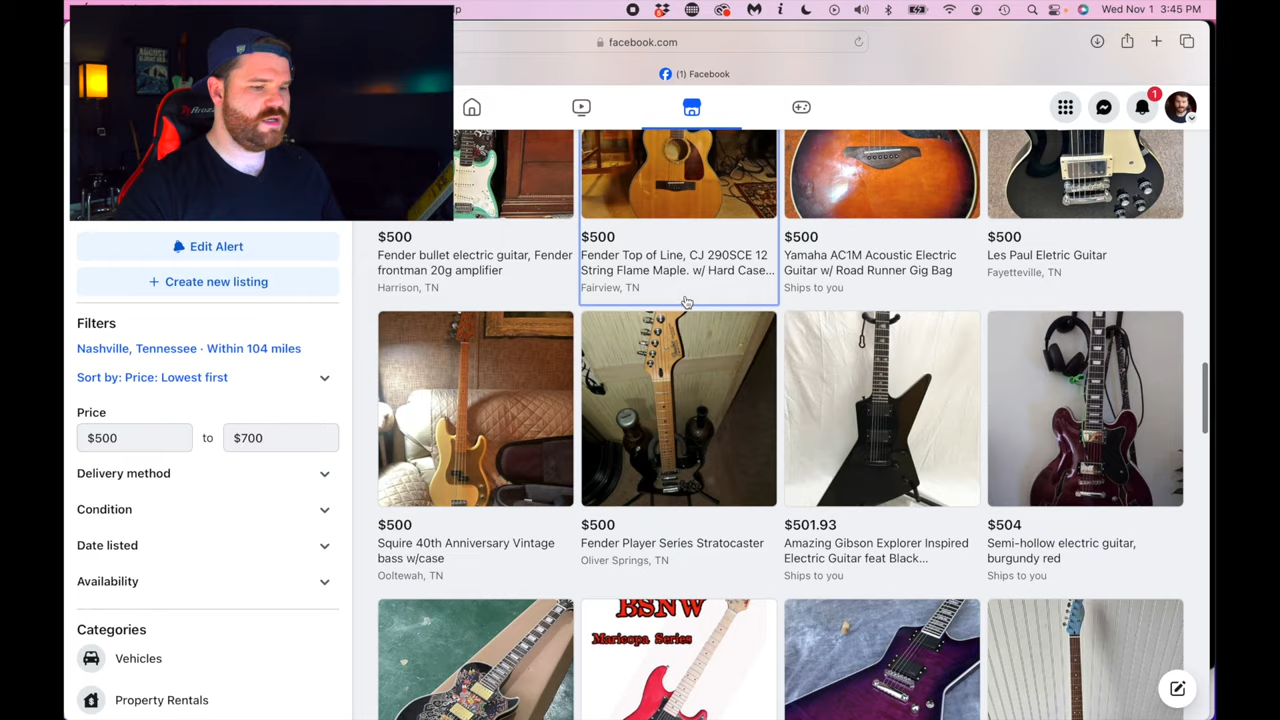 p
Wed Nov 1 3:45 PM
facebook.com
(1) Facebook
1
Edit Alert
+ Create new listing
Filters
Nashville, Tennessee · Within 104 miles
Sort by: Price: Lowest first
Price
$500 to $700
Delivery method
Condition
Date listed
Availability
Categories
Vehicles
Property Rentals
$500
Fender bullet electric guitar, Fender
frontman 20g amplifier
Harrison, TN
$500
Fender Top of Line, CJ 290SCE 12
String Flame Maple. w/ Hard Case...
Fairview, TN
$500
Yamaha AC1M Acoustic Electric
Guitar w/ Road Runner Gig Bag
Ships to you
$500
Les Paul Eletric Guitar
Fayetteville, TN
$500
Squire 40th Anniversary Vintage
bass w/case
Ooltewah, TN
$500
Fender Player Series Stratocaster
Oliver Springs, TN
$501.93
Amazing Gibson Explorer Inspired
Electric Guitar feat Black...
Ships to you
$504
Semi-hollow electric guitar,
burgundy red
Ships to you
BSNW
Maricopa Series